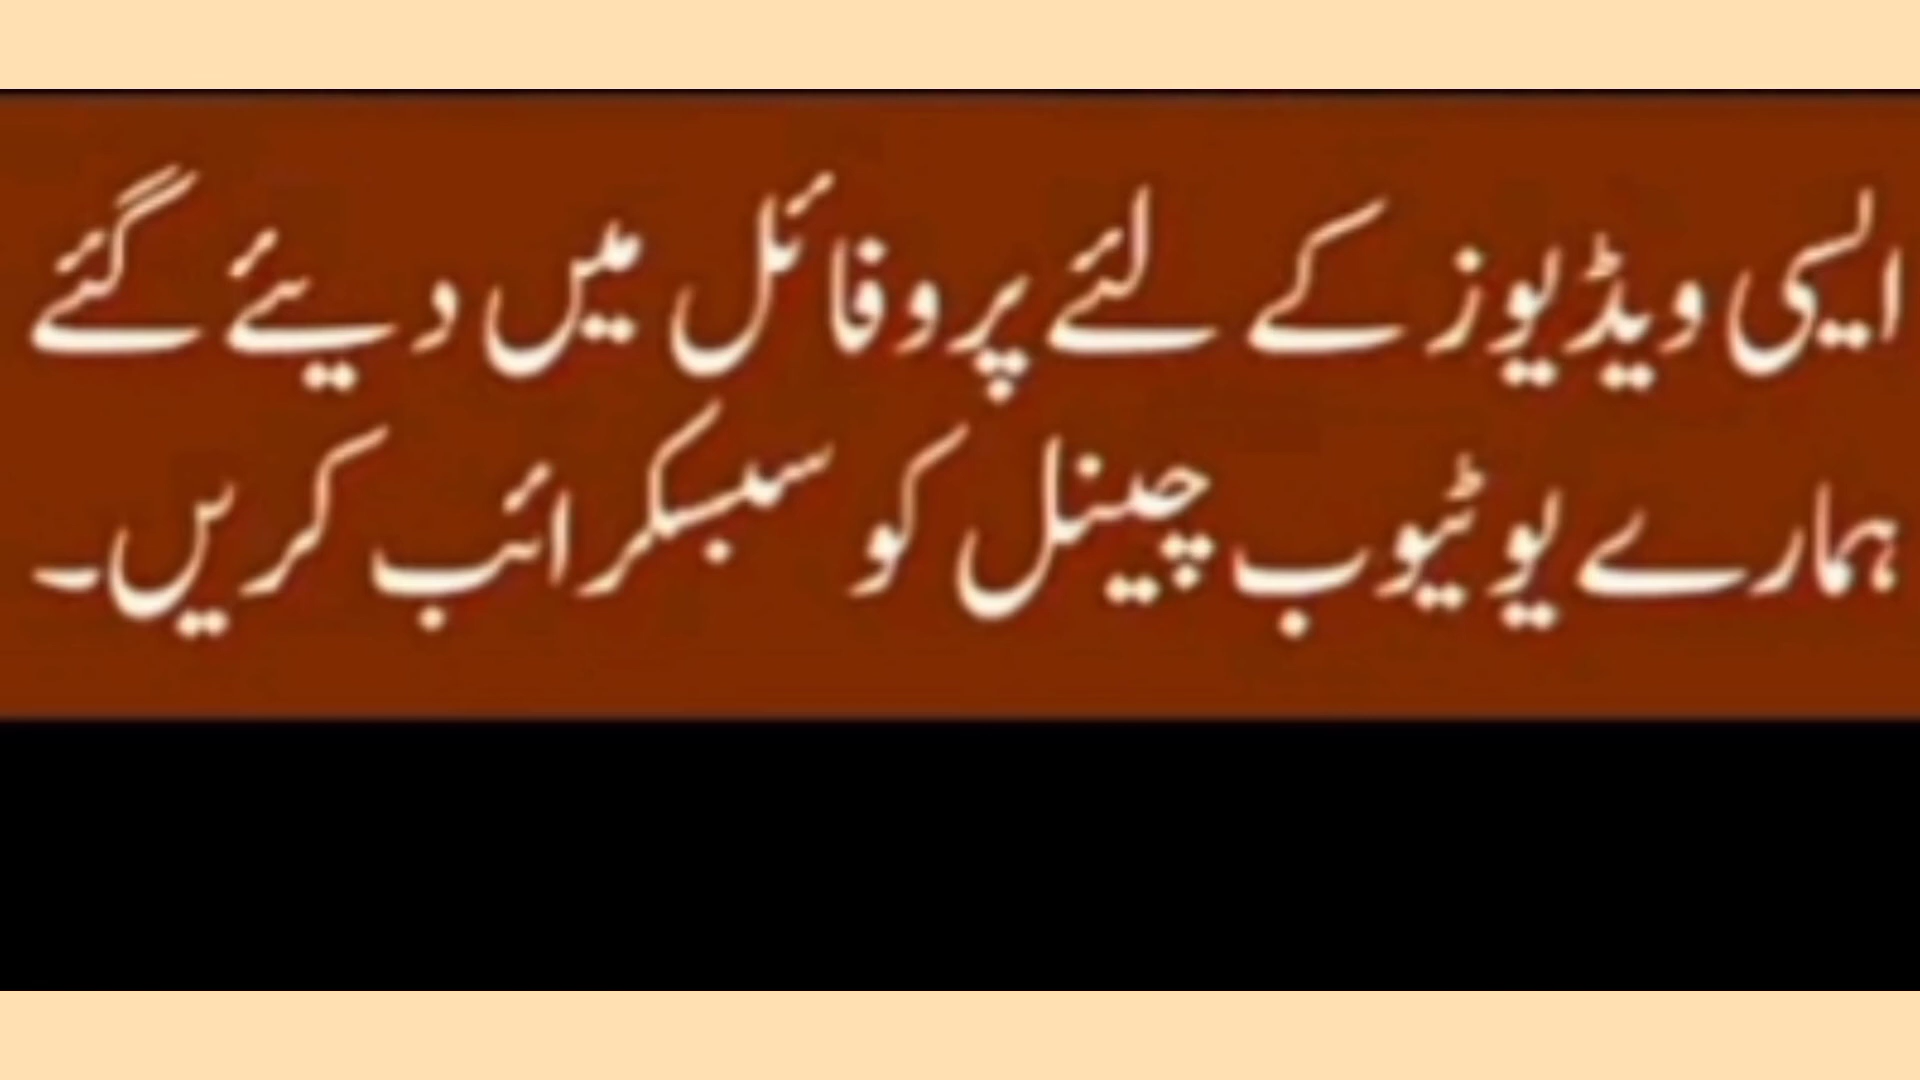 ایسی ویڈیوز کے لئے پروفائل میں دیئے گئے
ہمارے یوٹیوب چینل کو سبسکرائب کریں۔